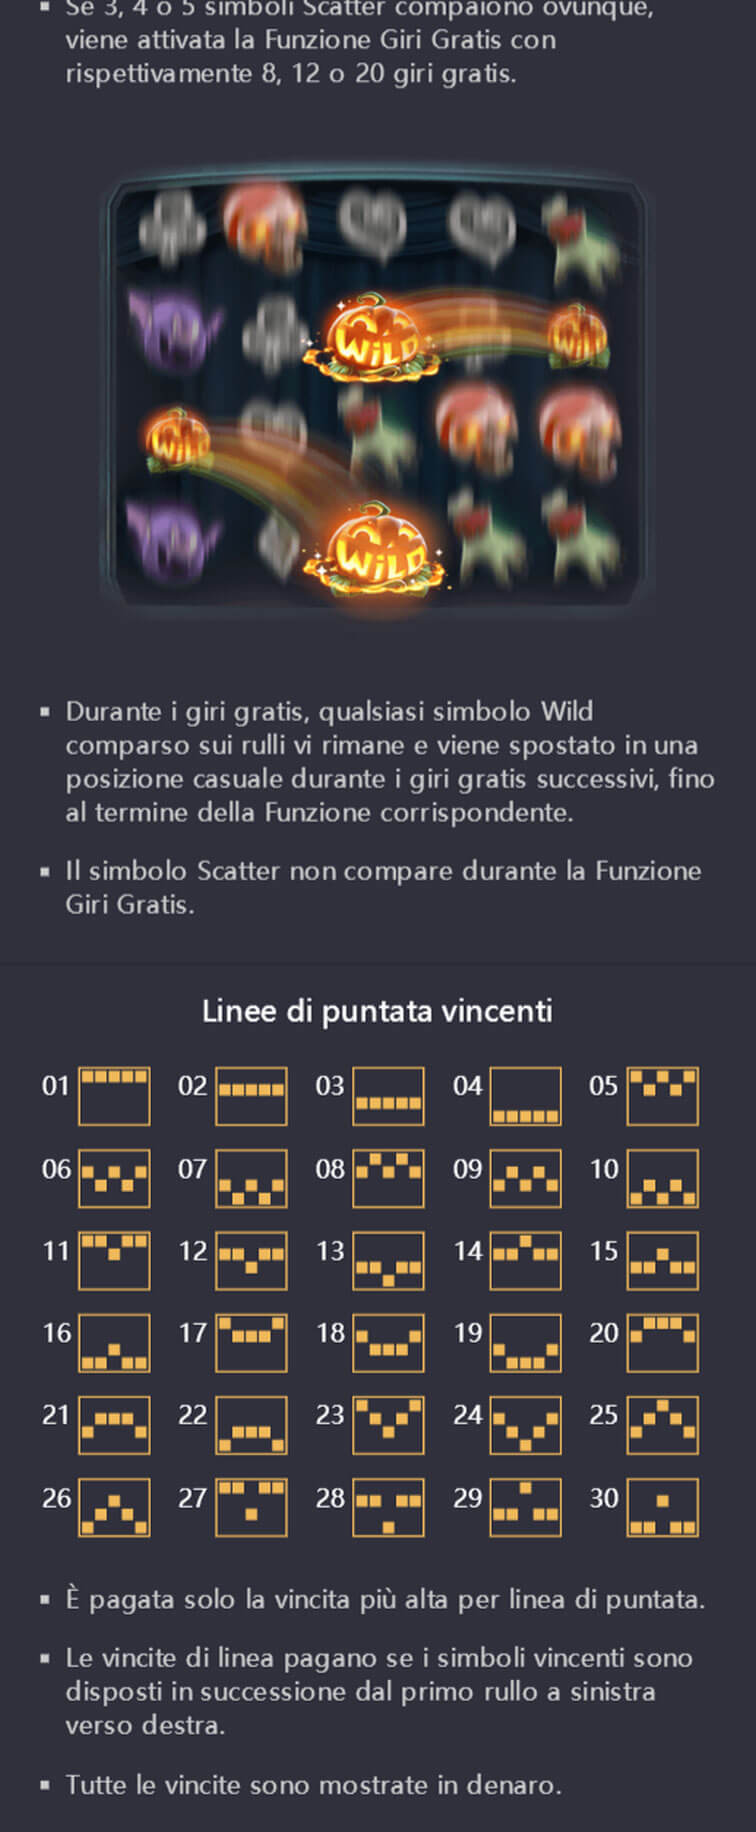 Se 3, 4 o 5 simboli Scatter compaiono ovunque,
viene attivata la Funzione Giri Gratis con
rispettivamente 8, 12 o 20 giri gratis.
WiLD
WiLD
WiLD
WiLD
Durante i giri gratis, qualsiasi simbolo Wild
comparso sui rulli vi rimane e viene spostato in una
posizione casuale durante i giri gratis successivi, fino
al termine della Funzione corrispondente.
Il simbolo Scatter non compare durante la Funzione
Giri Gratis.
Linee di puntata vincenti
01 02 03 04 05
06 07 08 09 10
11 12 13 14 15
16 17 18 19 20
21 22 23 24 25
26 27 28 29 30
È pagata solo la vincita più alta per linea di puntata.
Le vincite di linea pagano se i simboli vincenti sono
disposti in successione dal primo rullo a sinistra
verso destra.
Tutte le vincite sono mostrate in denaro.